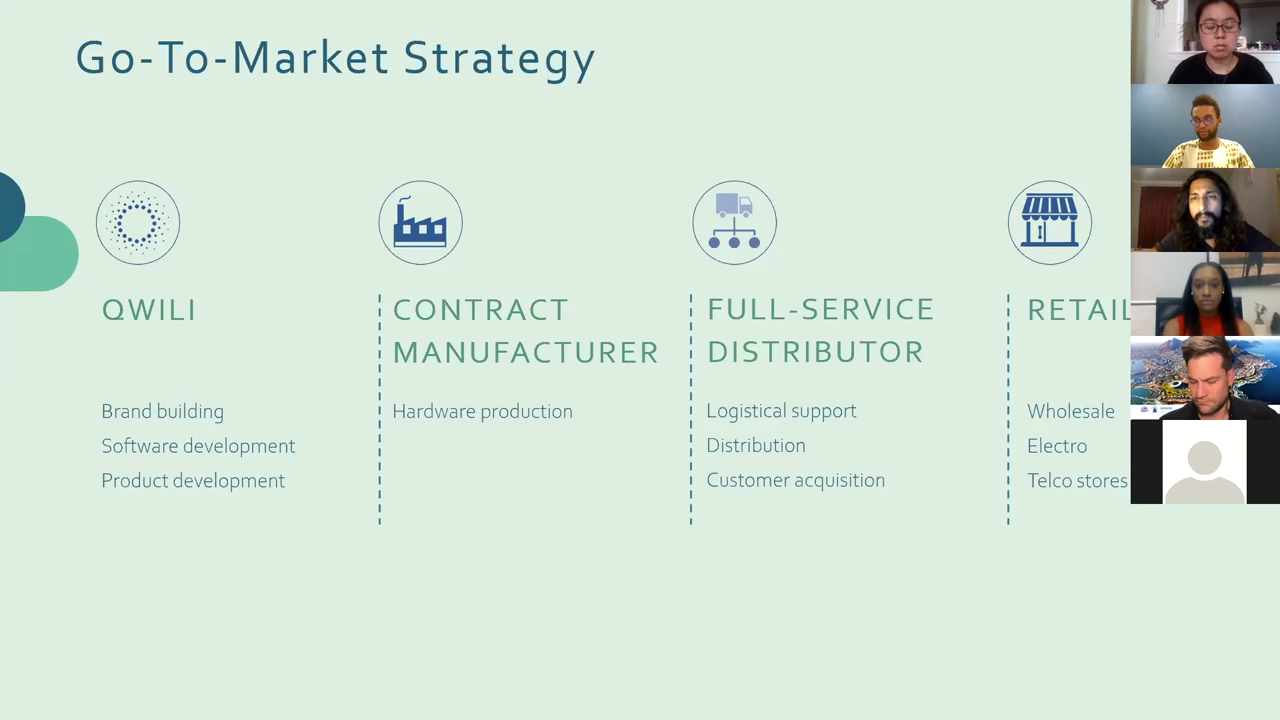 Go-To-Market Strategy
QWILI
Brand building
Software development
Product development
CONTRACT
MANUFACTURER
Hardware production
FULL-SERVICE
DISTRIBUTOR
Logistical support
Distribution
Customer acquisition
RETAIL
Wholesale
Electro
Telco stores